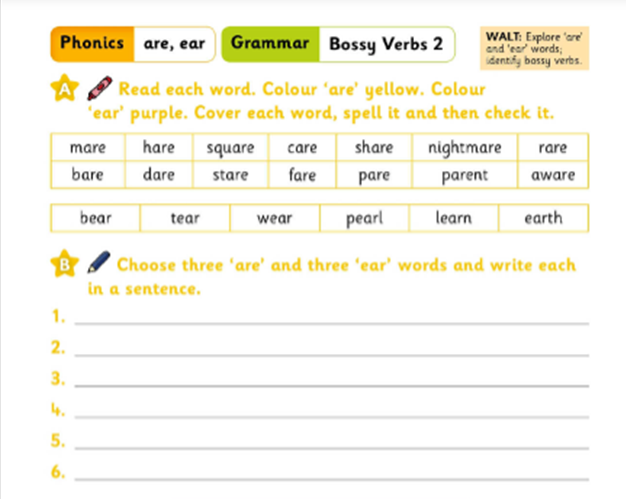 Phonics are, ear Grammar Bossy Verbs 2
WALT: Explore 'are'
and 'ear' words;
identify bossy verbs.
A Read each word. Colour 'are' yellow. Colour
'ear' purple. Cover each word, spell it and then check it.
mare hare square care share nightmare rare
bare dare stare fare pare parent aware
bear tear wear pearl learn earth
B Choose three 'are' and three 'ear' words and write each
in a sentence.
1.
2.
3.
4.
5.
6.